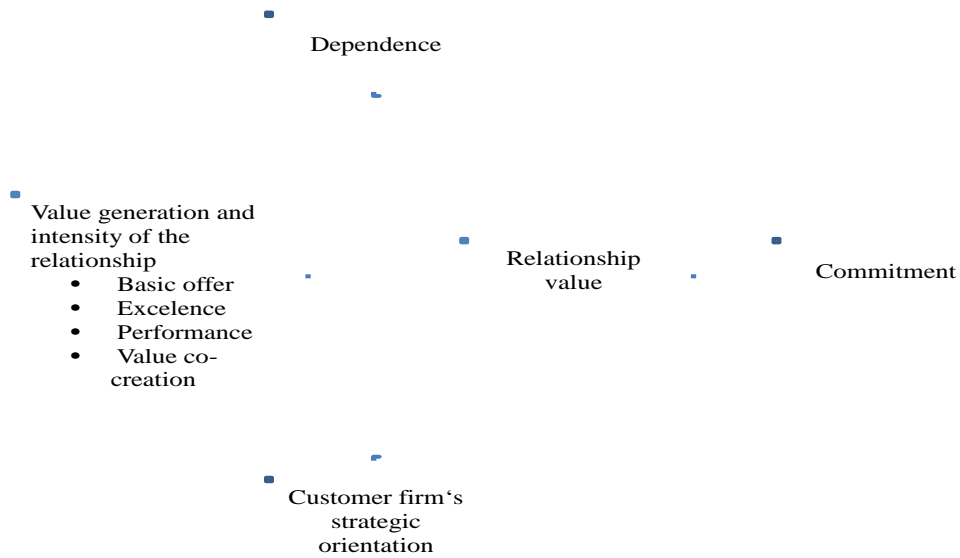 Dependence
Value generation and
intensity of the
relationship
• Basic offer
• Excelence
• Performance
• Value co-
creation
Relationship
value
Commitment
Customer firm‘s
strategic
orientation